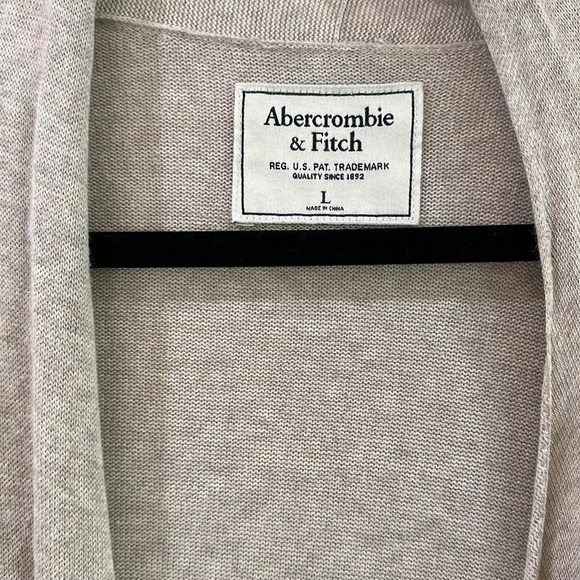 Abercrombie
& Fitch
REG. U.S. PAT. TRADEMARK
QUALITY SINCE 1892
L
MADE IN CHINA